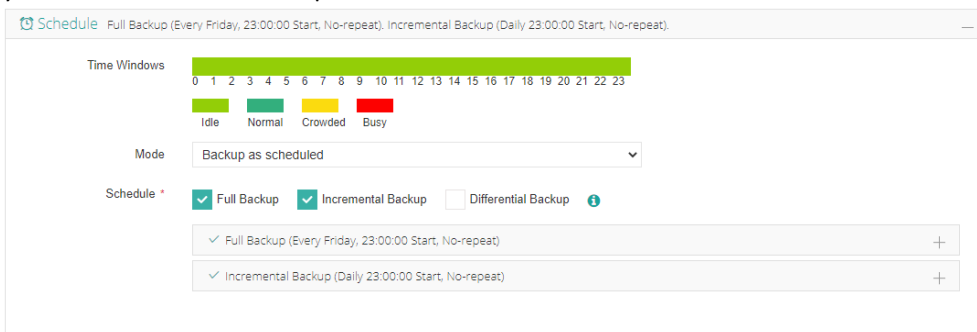 Schedule Full Backup (Every Friday, 23:00:00 Start, No-repeat). Incremental Backup (Daily 23:00:00 Start, No-repeat).
Time Windows
0 1 2 3 4 5 6 7 8 9 10 11 12 13 14 15 16 17 18 19 20 21 22 23
Idle Normal Crowded Busy
Mode Backup as scheduled
Schedule * Full Backup Incremental Backup Differential Backup
Full Backup (Every Friday, 23:00:00 Start, No-repeat)
Incremental Backup (Daily 23:00:00 Start, No-repeat)